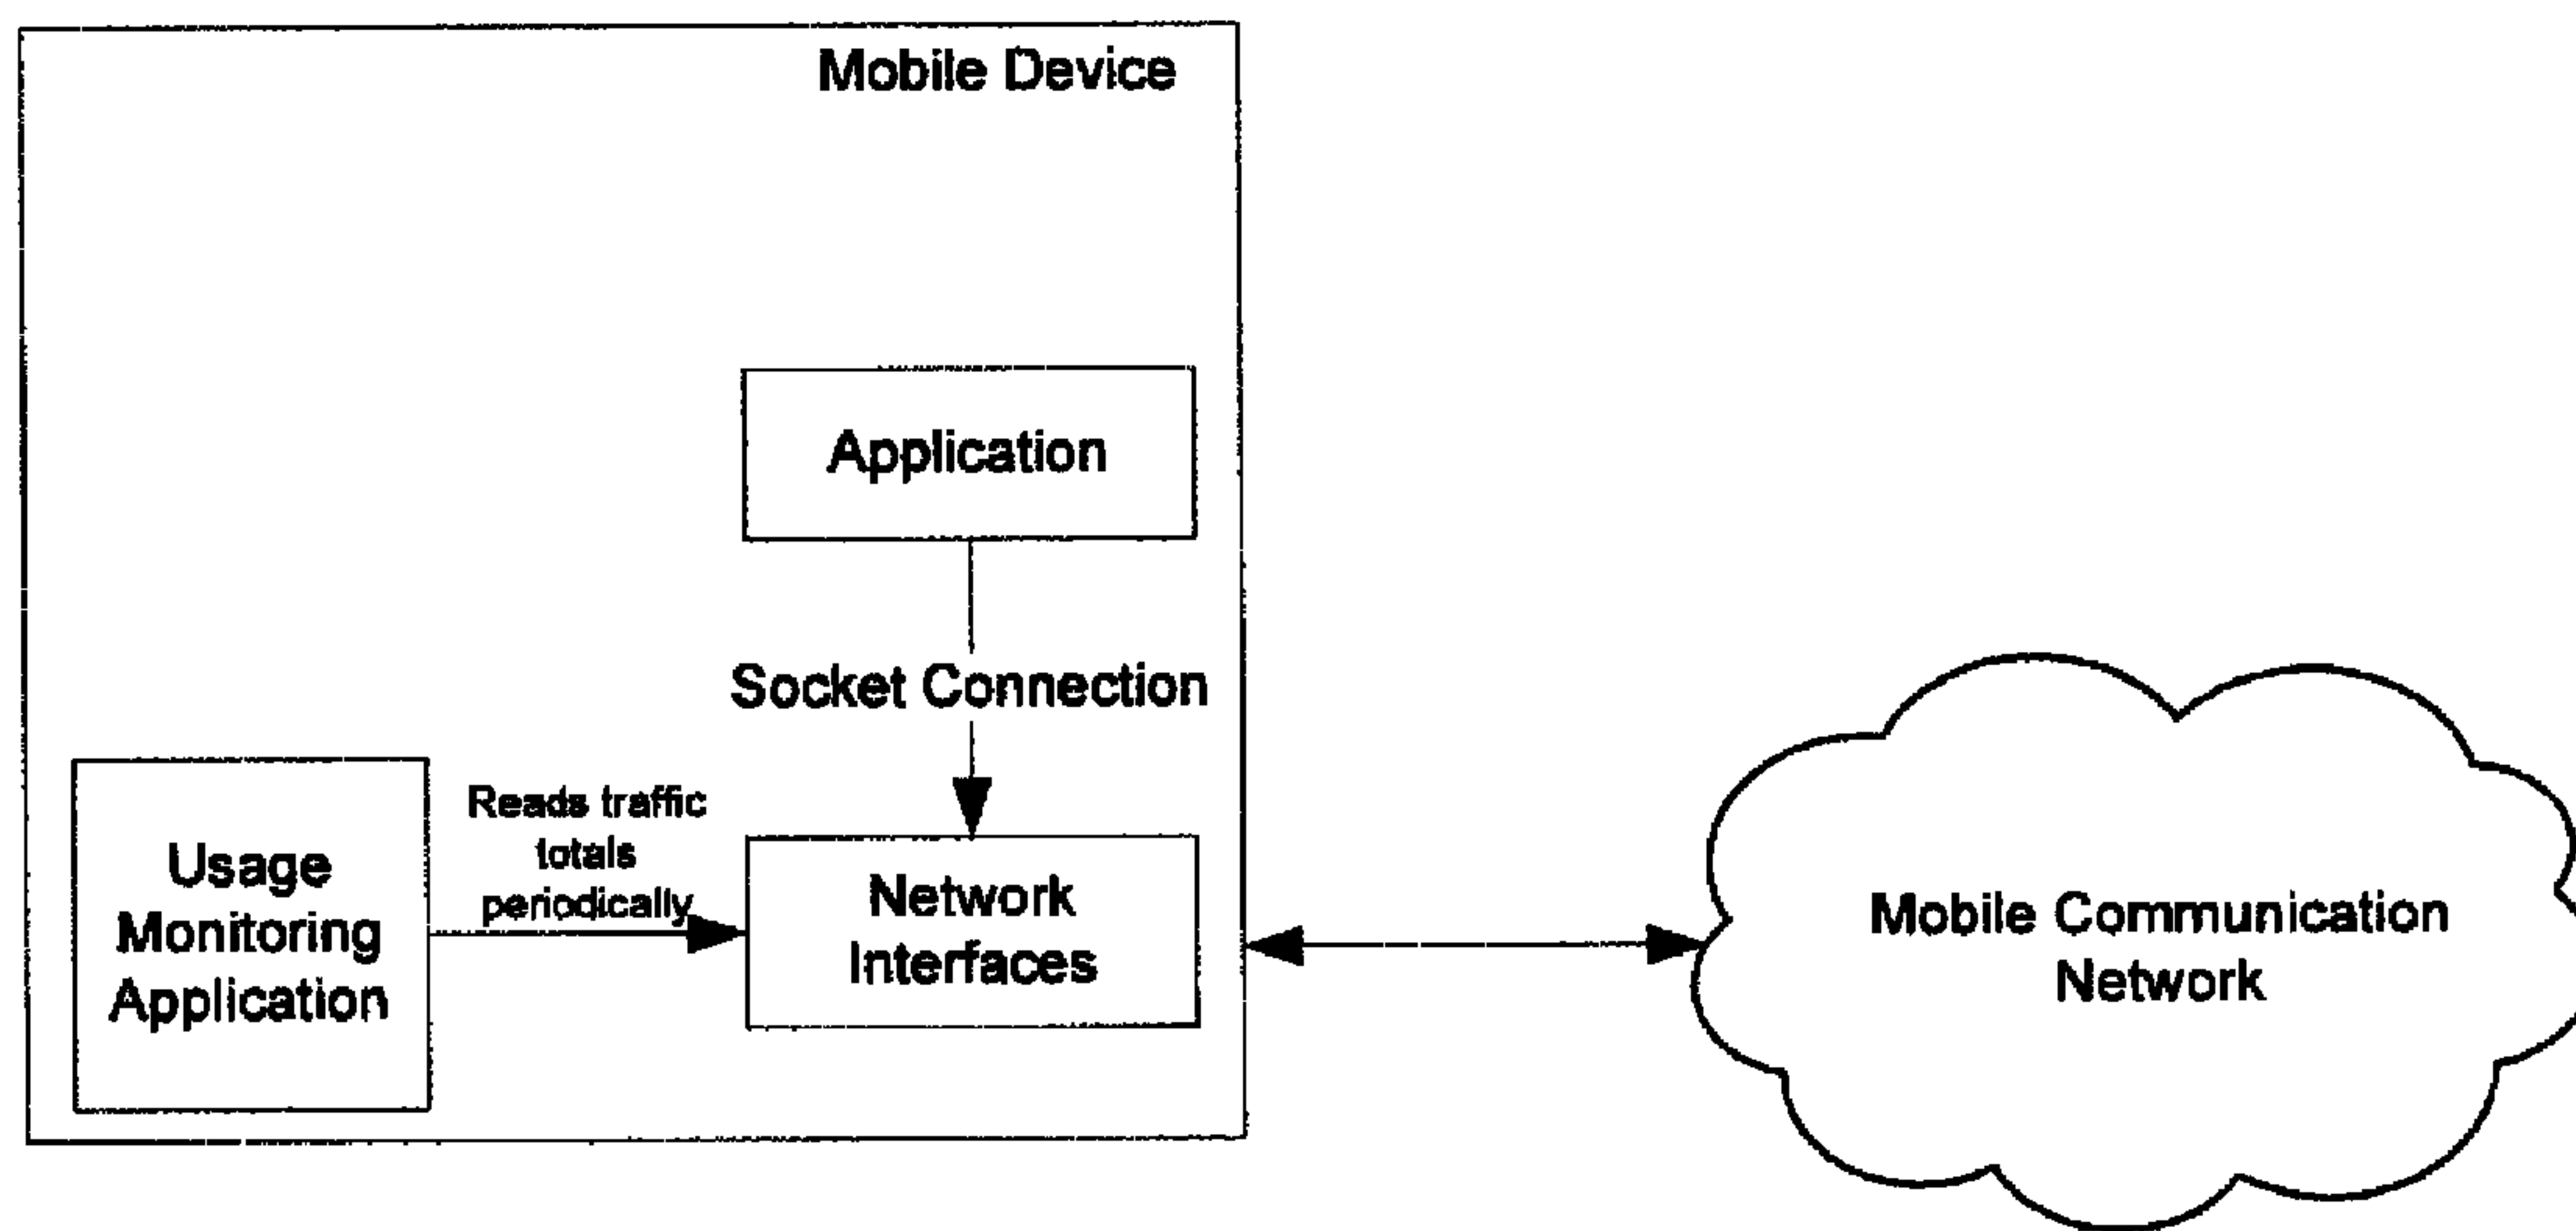 Mobile Device
Application
Socket Connection
Reads traffic
totals
periodically
Usage
Monitoring
Application
Network
Interfaces
Mobile Communication
Network